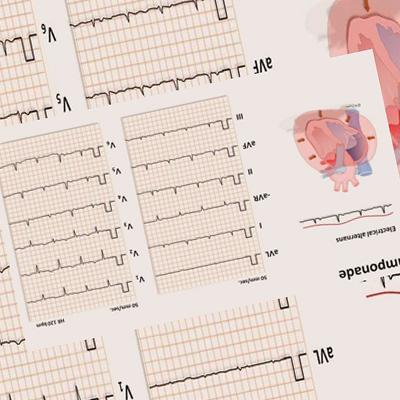 mponade
Electrical alternans
aVL
V1
50 mm/sec.
aVL
I
-aVR
II
aVF
III
50 mm/sec.
HR 120 bpm
V1
V2
V3
V4
V5
V6
aVF
V5
V6